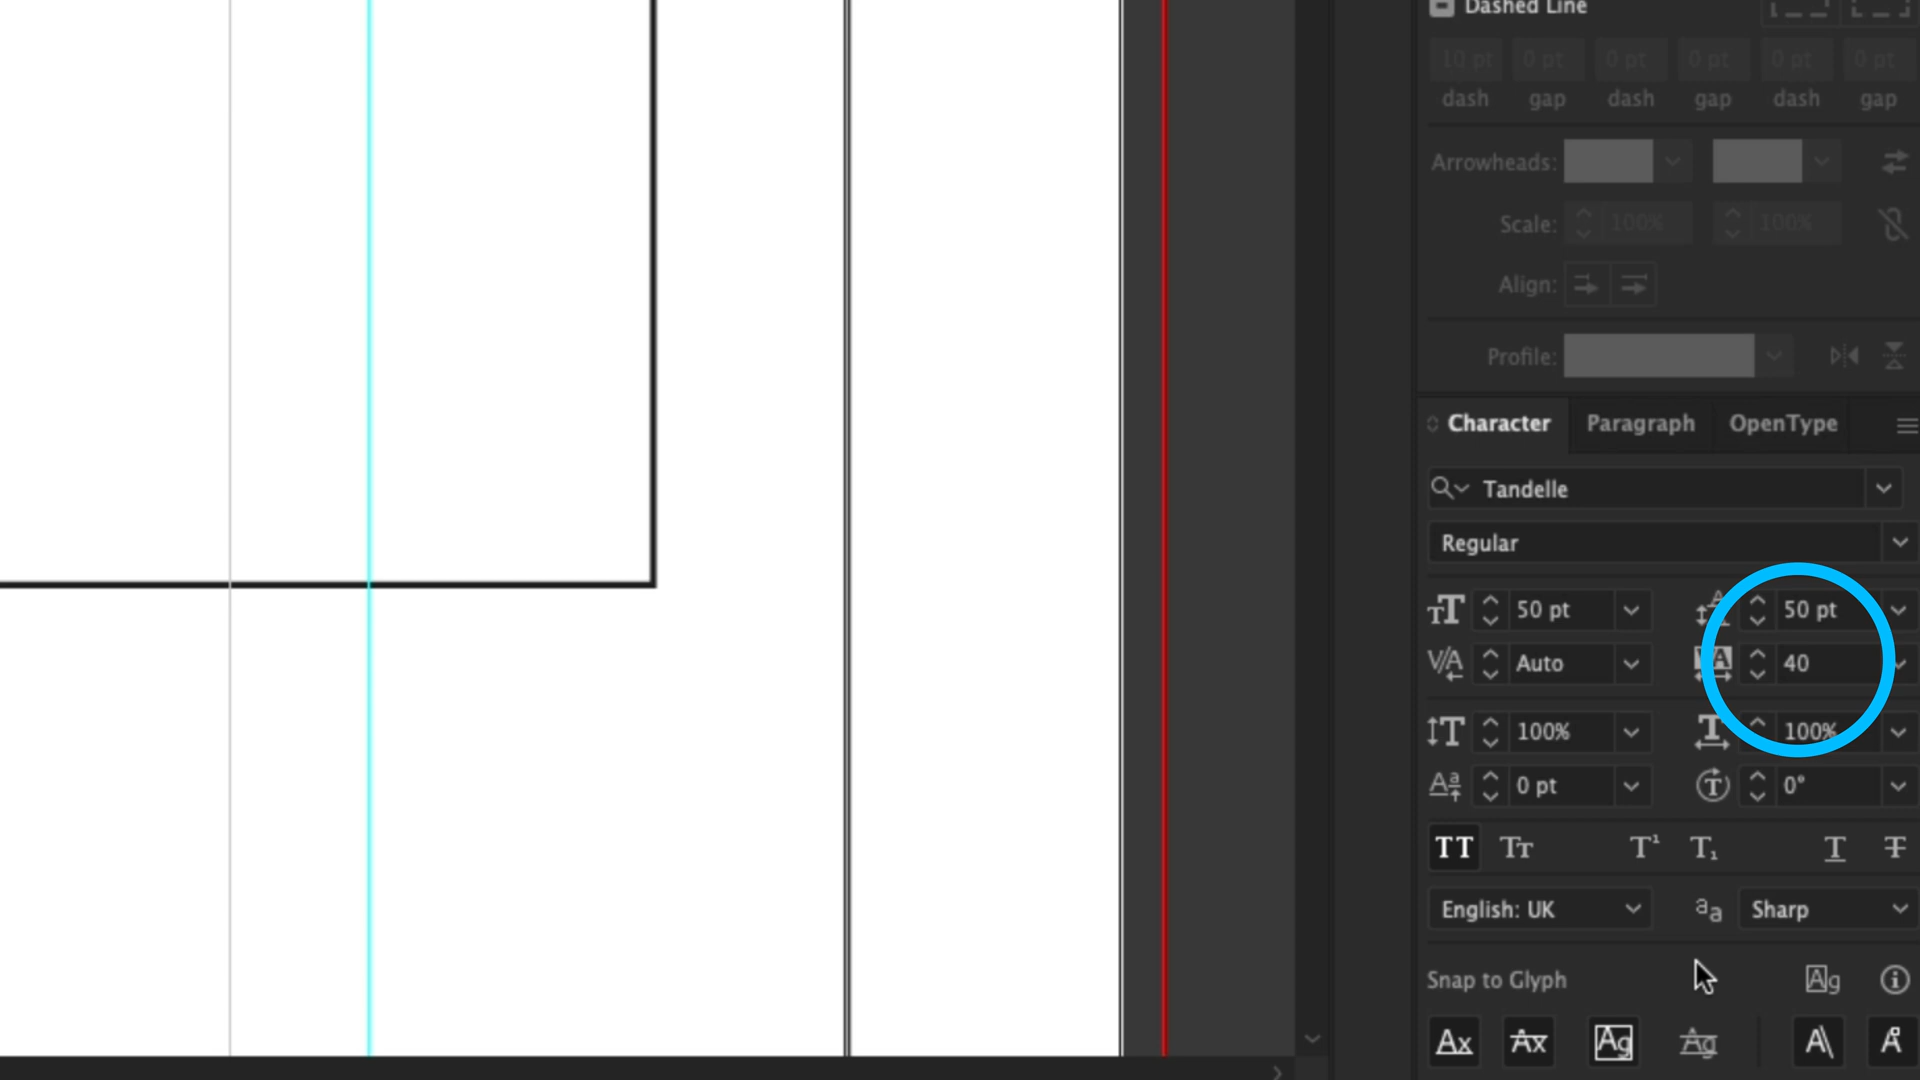 Dashed Line
10 pt 0 pt 0 pt 0 pt 0 pt 0 pt
dash gap dash gap dash gap
Arrowheads:
Scale: 100% 100%
Align:
Profile:
Character Paragraph OpenType
Tandelle
Regular
50 pt 50 pt
Auto 40
100% 100%
0 pt 0°
English: UK Sharp
Snap to Glyph